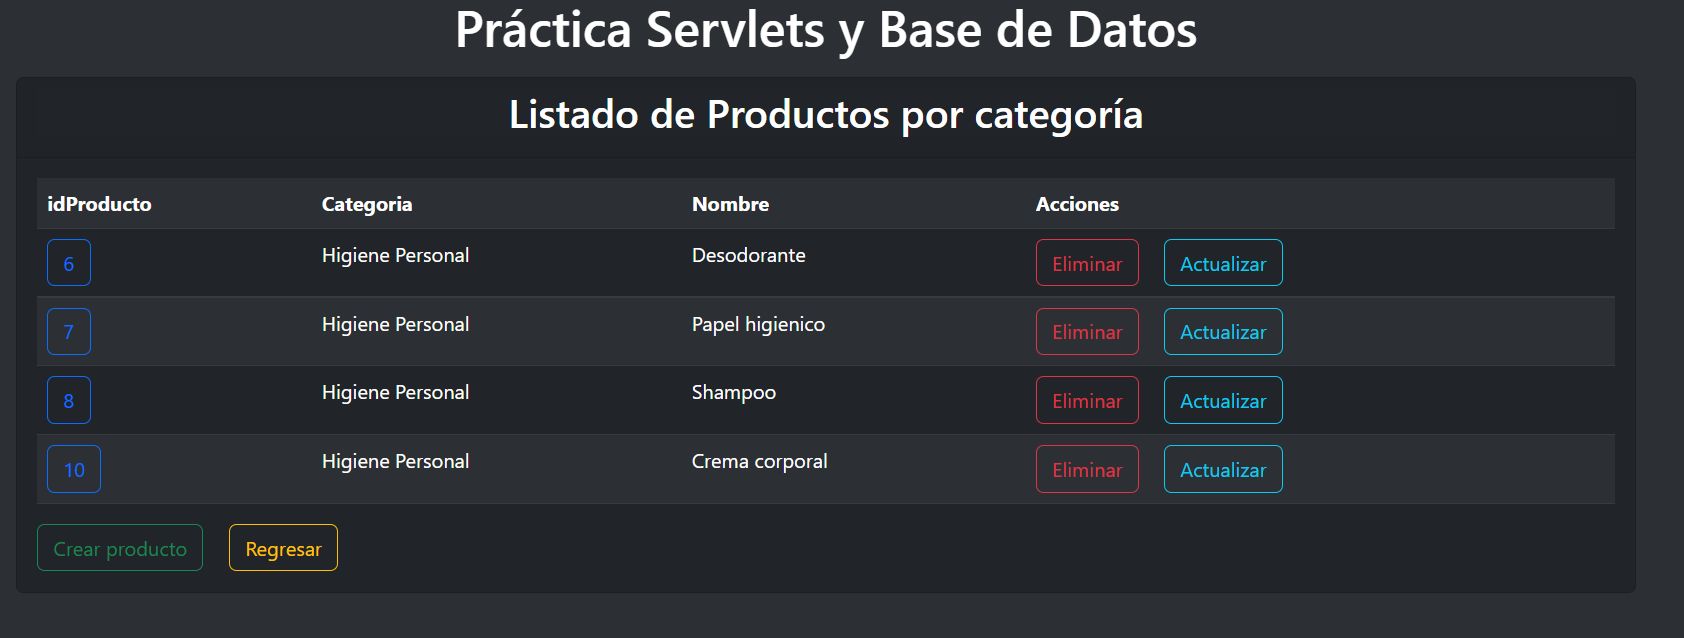 Práctica Servlets y Base de Datos
Listado de Productos por categoría
idProducto Categoria Nombre Acciones
6 Higiene Personal Desodorante Eliminar Actualizar
7 Higiene Personal Papel higienico Eliminar Actualizar
8 Higiene Personal Shampoo Eliminar Actualizar
10 Higiene Personal Crema corporal Eliminar Actualizar
Crear producto Regresar